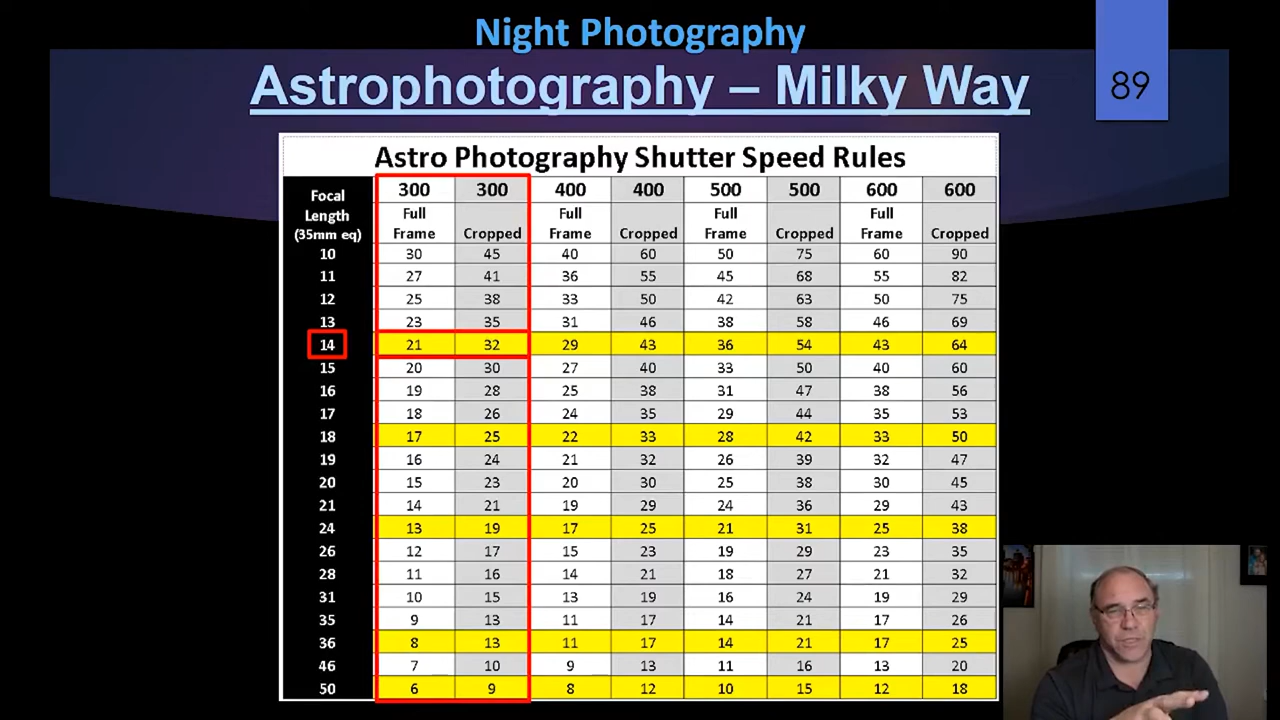 Night Photography
Astrophotography – Milky Way
89
Astro Photography Shutter Speed Rules
Focal Length (35mm eq) 300 300 400 400 500 500 600 600
Full Frame Cropped Full Frame Cropped Full Frame Cropped Full Frame Cropped
10 30 45 40 60 50 75 60 90
11 27 41 36 55 45 68 55 82
12 25 38 33 50 42 63 50 75
13 23 35 31 46 38 58 46 69
14 21 32 29 43 36 54 43 64
15 20 30 27 40 33 50 40 60
16 19 28 25 38 31 47 38 56
17 18 26 24 35 29 44 35 53
18 17 25 22 33 28 42 33 50
19 16 24 21 32 26 39 32 47
20 15 23 20 30 25 38 30 45
21 14 21 19 29 24 36 29 43
24 13 19 17 25 21 31 25 38
26 12 17 15 23 19 29 23 35
28 11 16 14 21 18 27 21 32
31 10 15 13 19 16 24 19 29
35 9 13 11 17 14 21 17 26
36 8 13 11 17 14 21 17 25
46 7 10 9 13 11 16 13 20
50 6 9 8 12 10 15 12 18